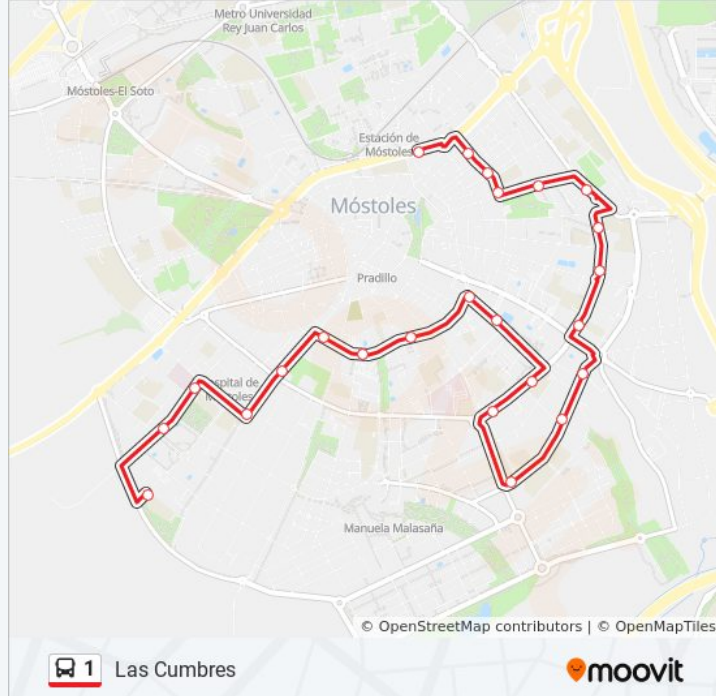 Metro Universidad
Rey Juan Carlos
Móstoles-El Soto
Estación de
Móstoles
Móstoles
Pradillo
Hospital de
Móstoles
Manuela Malasaña
© OpenStreetMap contributors | © OpenMapTiles
1 Las Cumbres
moovit